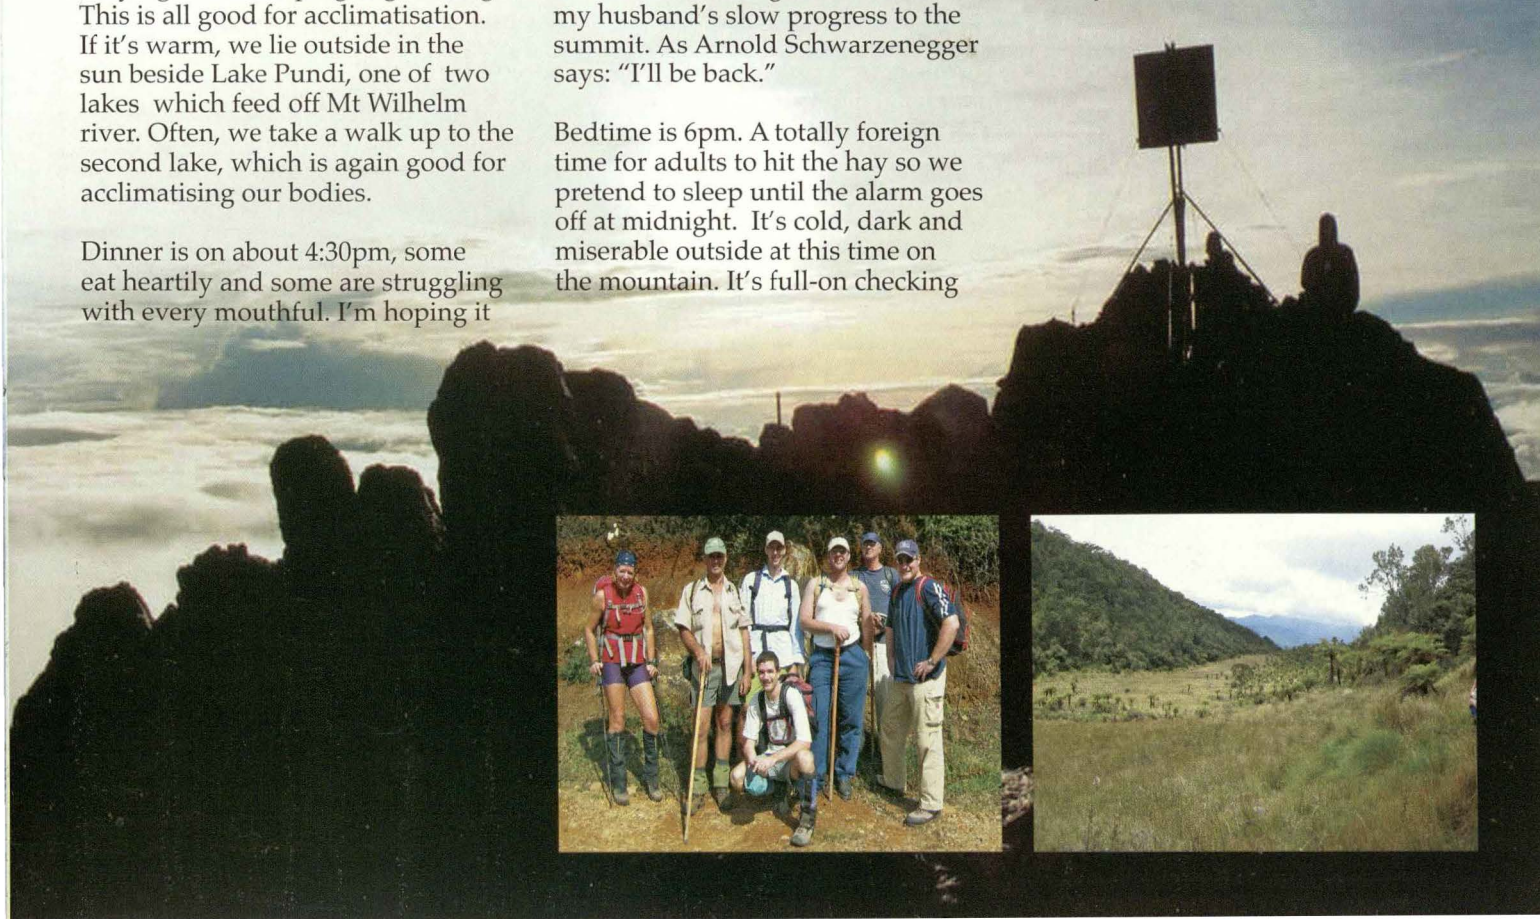 This is all good for acclimatisation.
If it's warm, we lie outside in the
sun beside Lake Pundi, one of two
lakes which feed off Mt Wilhelm
river. Often, we take a walk up to the
second lake, which is again good for
acclimatising our bodies.
Dinner is on about 4:30pm, some
eat heartily and some are struggling
with every mouthful. I'm hoping it
my husband's slow progress to the
summit. As Arnold Schwarzenegger
says: “I'll be back.”
Bedtime is 6pm. A totally foreign
time for adults to hit the hay so we
pretend to sleep until the alarm goes
off at midnight. It's cold, dark and
miserable outside at this time on
the mountain. It's full-on checking